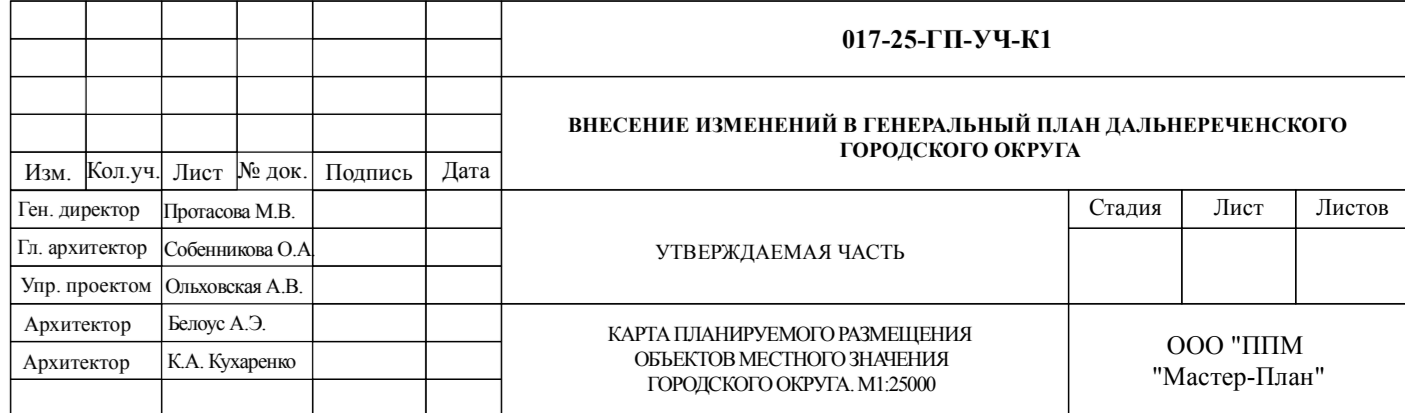 017-25-ГП-УЧ-К1
ВНЕСЕНИЕ ИЗМЕНЕНИЙ В ГЕНЕРАЛЬНЫЙ ПЛАН ДАЛЬНЕРЕЧЕНСКОГО
ГОРОДСКОГО ОКРУГА
Изм. Кол.уч. Лист № док. Подпись Дата
Ген. директор Протасова М.В.
Гл. архитектор Собенникова О.А.
Упр. проектом Ольховская А.В.
Архитектор Белоус А.Э.
Архитектор К.А. Кухаренко
УТВЕРЖДАЕМАЯ ЧАСТЬ
Стадия Лист Листов
КАРТА ПЛАНИРУЕМОГО РАЗМЕЩЕНИЯ
ОБЪЕКТОВ МЕСТНОГО ЗНАЧЕНИЯ
ГОРОДСКОГО ОКРУГА. М1:25000
ООО "ППМ
"Мастер-План"